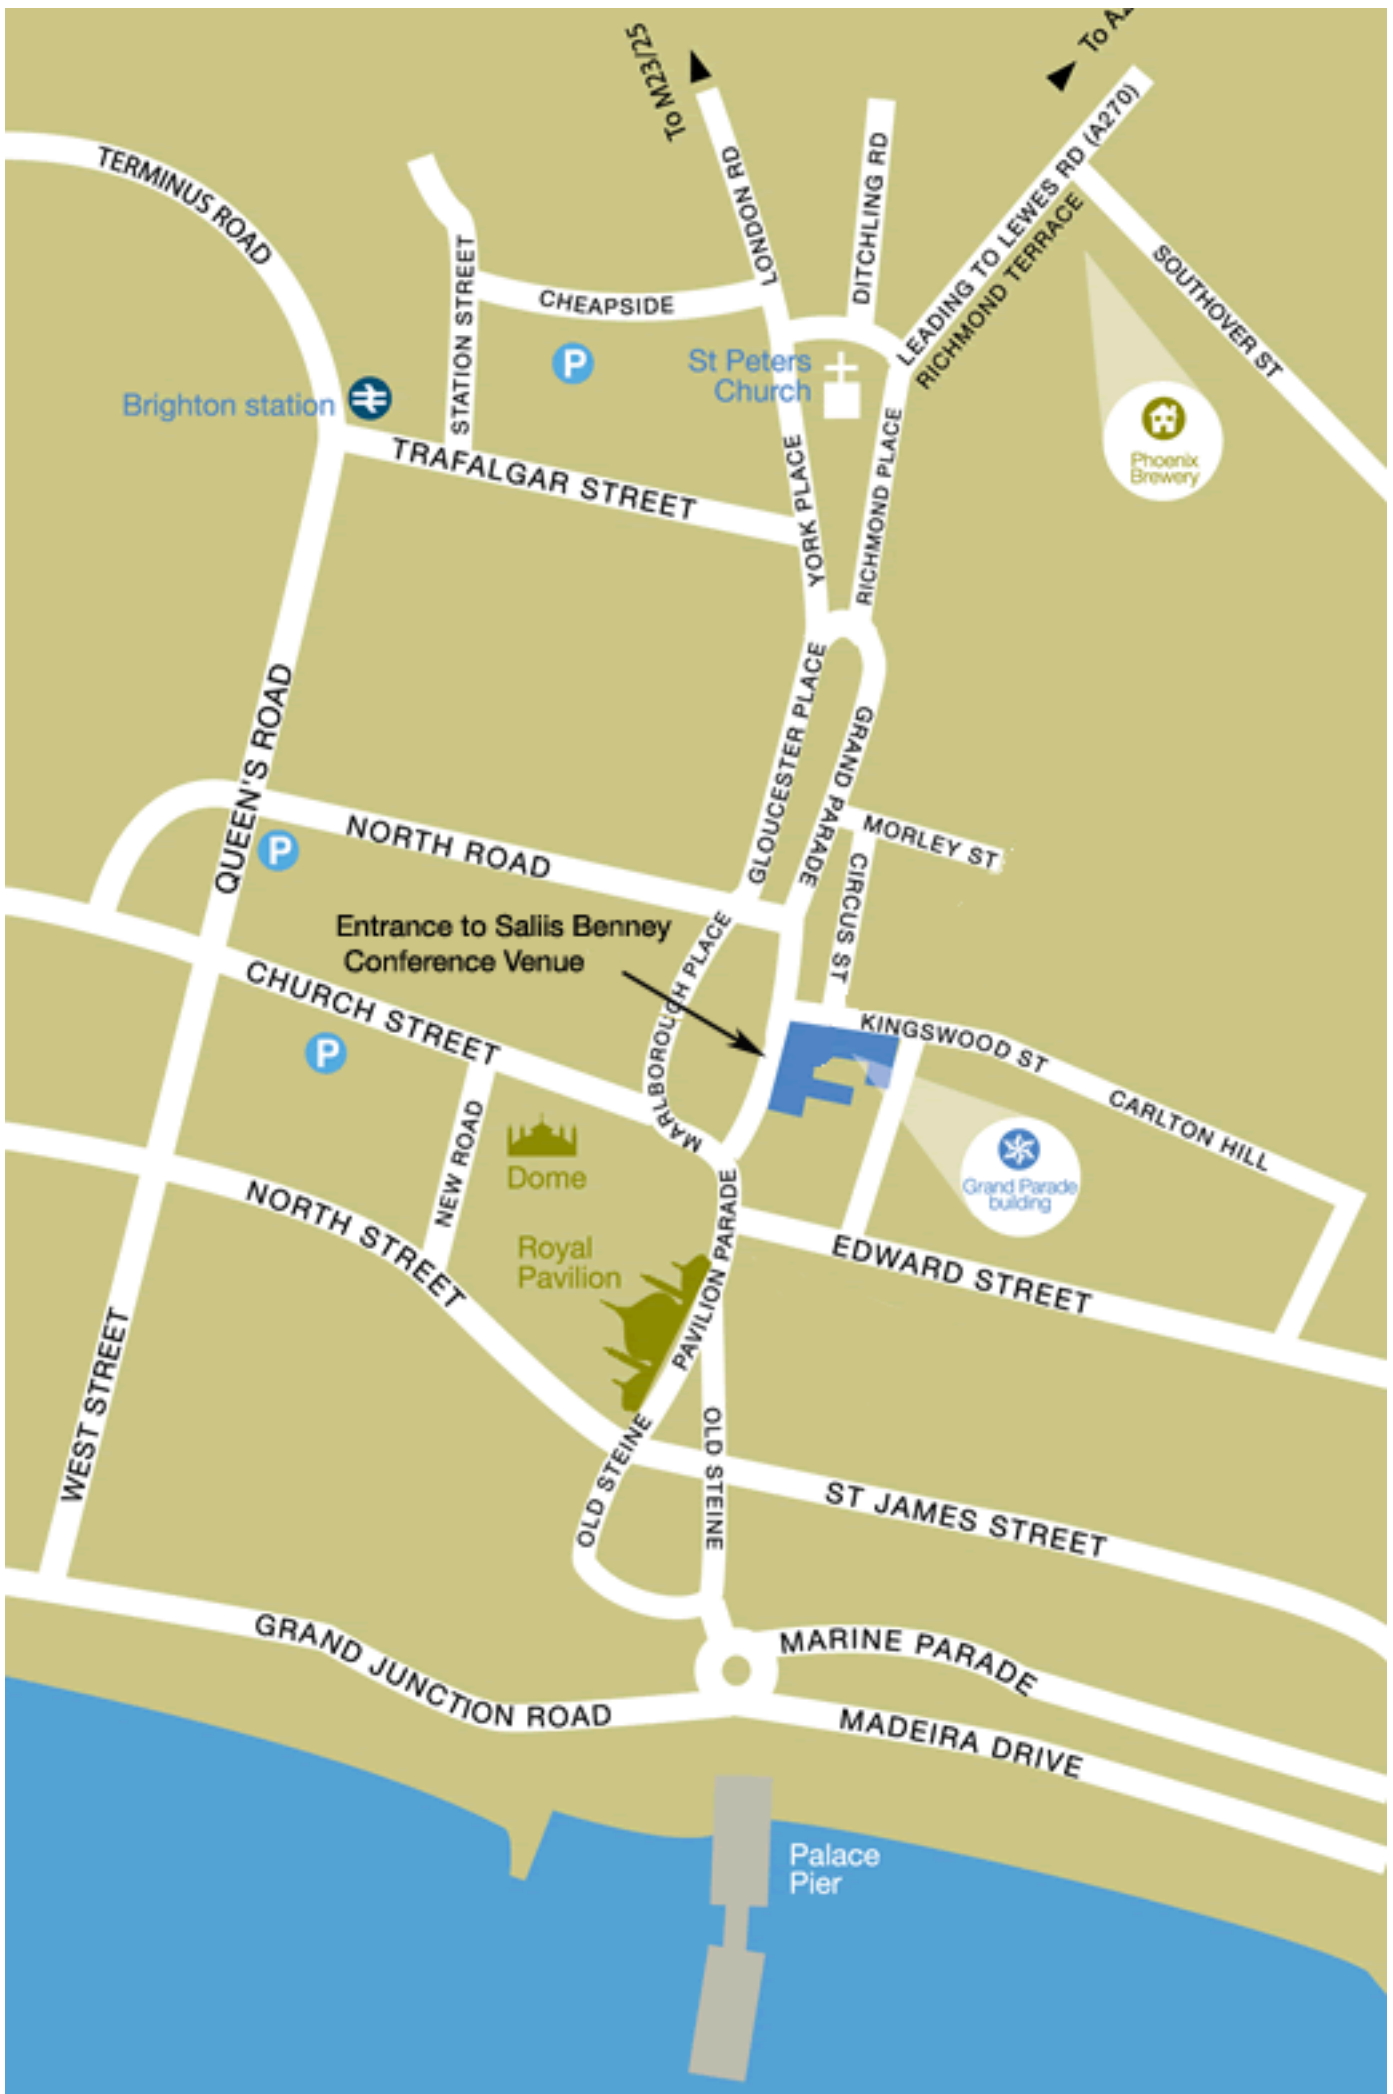 To M23/25
To A2
TERMINUS ROAD
LONDON RD
DITCHLING RD
LEADING TO LEWES RD (A270)
RICHMOND TERRACE
SOUTHOVER ST
STATION STREET
CHEAPSIDE
P
St Peters
Church
Brighton station
TRAFALGAR STREET
YORK PLACE
RICHMOND PLACE
Phoenix
Brewery
QUEEN'S ROAD
GLOUCESTER PLACE
GRAND PARADE
P
NORTH ROAD
MORLEY ST
CIRCUS ST
Entrance to Saliis Benney
Conference Venue
MARLBOROUGH PLACE
CHURCH STREET
P
KINGSWOOD ST
CARLTON HILL
NEW ROAD
Dome
Grand Parade
building
NORTH STREET
Royal
Pavilion
PAVILION PARADE
EDWARD STREET
WEST STREET
OLD STEINE
OLD STEINE
ST JAMES STREET
GRAND JUNCTION ROAD
MARINE PARADE
MADEIRA DRIVE
Palace
Pier